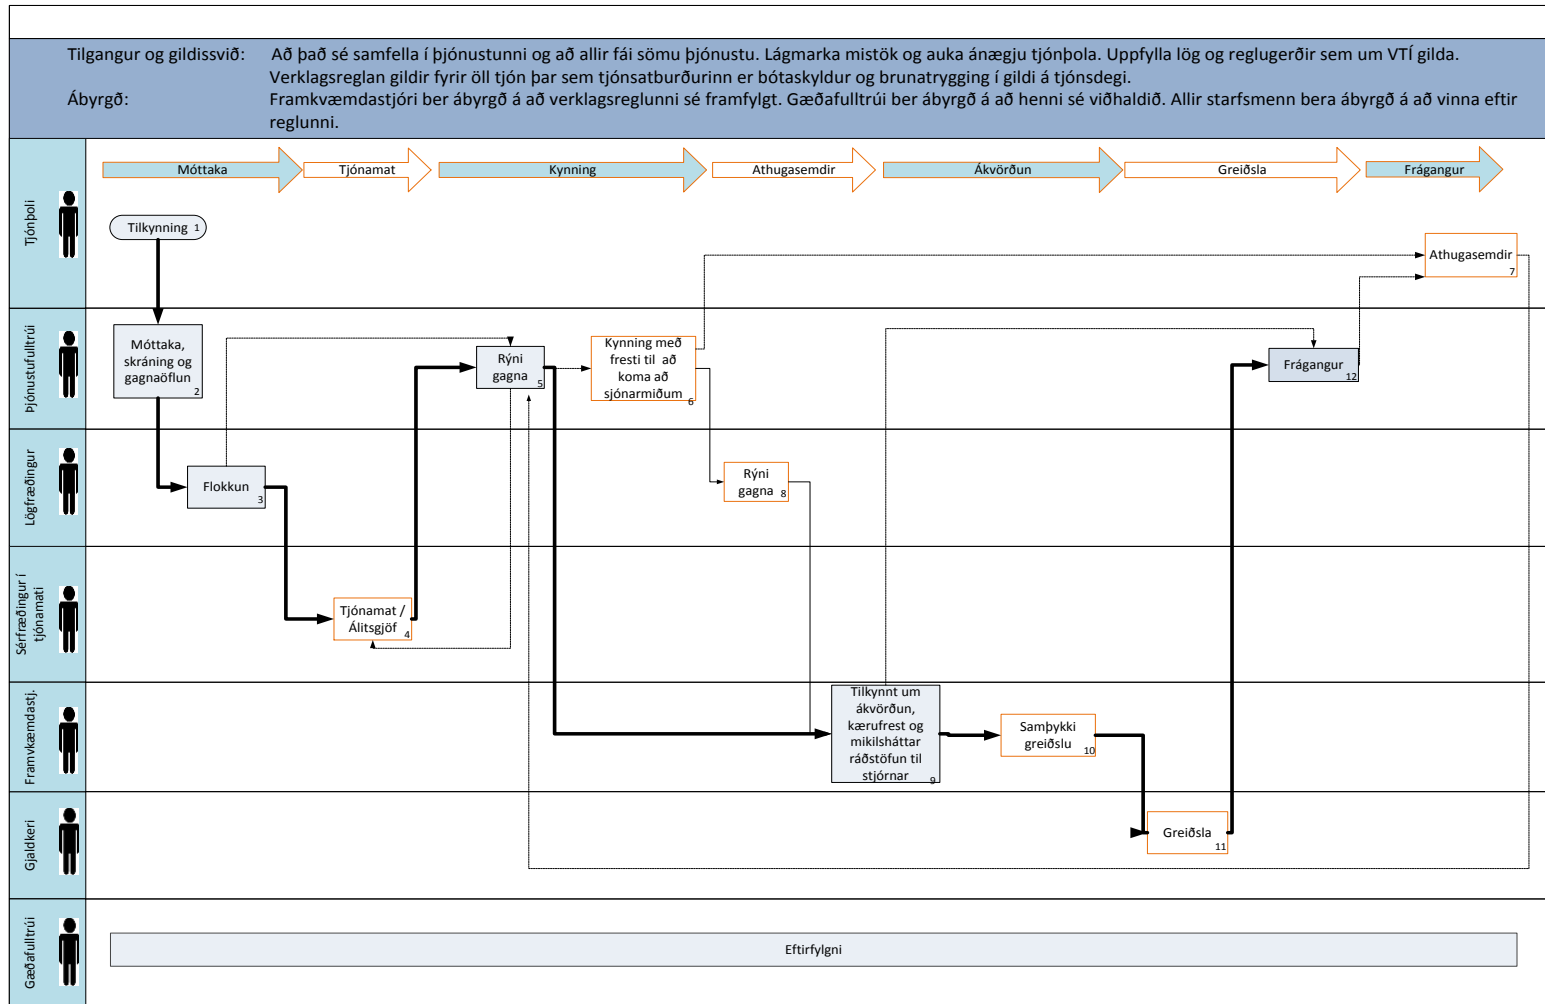 Tilgangur og gildissvið: Að það sé samfella í þjónustunni og að allir fái sömu þjónustu. Lágmarka mistök og auka ánægju tjónþola. Uppfylla lög og reglugerðir sem um VTÍ gilda.
Verklagsreglan gildir fyrir öll tjón þar sem tjónsatburðurinn er bótaskyldur og brunatrygging í gildi á tjónsdegi.
Ábyrgð: Framkvæmdastjóri ber ábyrgð á að verklagsreglunni sé framfylgt. Gæðafulltrúi ber ábyrgð á að henni sé viðhaldið. Allir starfsmenn bera ábyrgð á að vinna eftir
reglunni.
Móttaka
Tjónamat
Kynning
Athugasemdir
Ákvörðun
Greiðsla
Frágangur
Tjónþoli
Tilkynning 1
Athugasemdir
7
Þjónustufulltrúi
Móttaka,
skráning og
gagnaöflun
2
Rýni
gagna
5
Kynning með
fresti til að
koma að
sjónarmiðum
6
Frágangur
12
Lögfræðingur
Flokkun
3
Rýni
gagna
8
Sérfræðingur í
tjónamati
Tjónamat /
Álitsgjöf
4
Framvkæmdastj.
Tilkynnt um
ákvörðun,
kærufrest og
mikilsháttar
ráðstöfun til
stjórnar
9
Samþykki
greiðslu
10
Gjaldkeri
Greiðsla
11
Gæðafulltrúi
Eftirfylgni